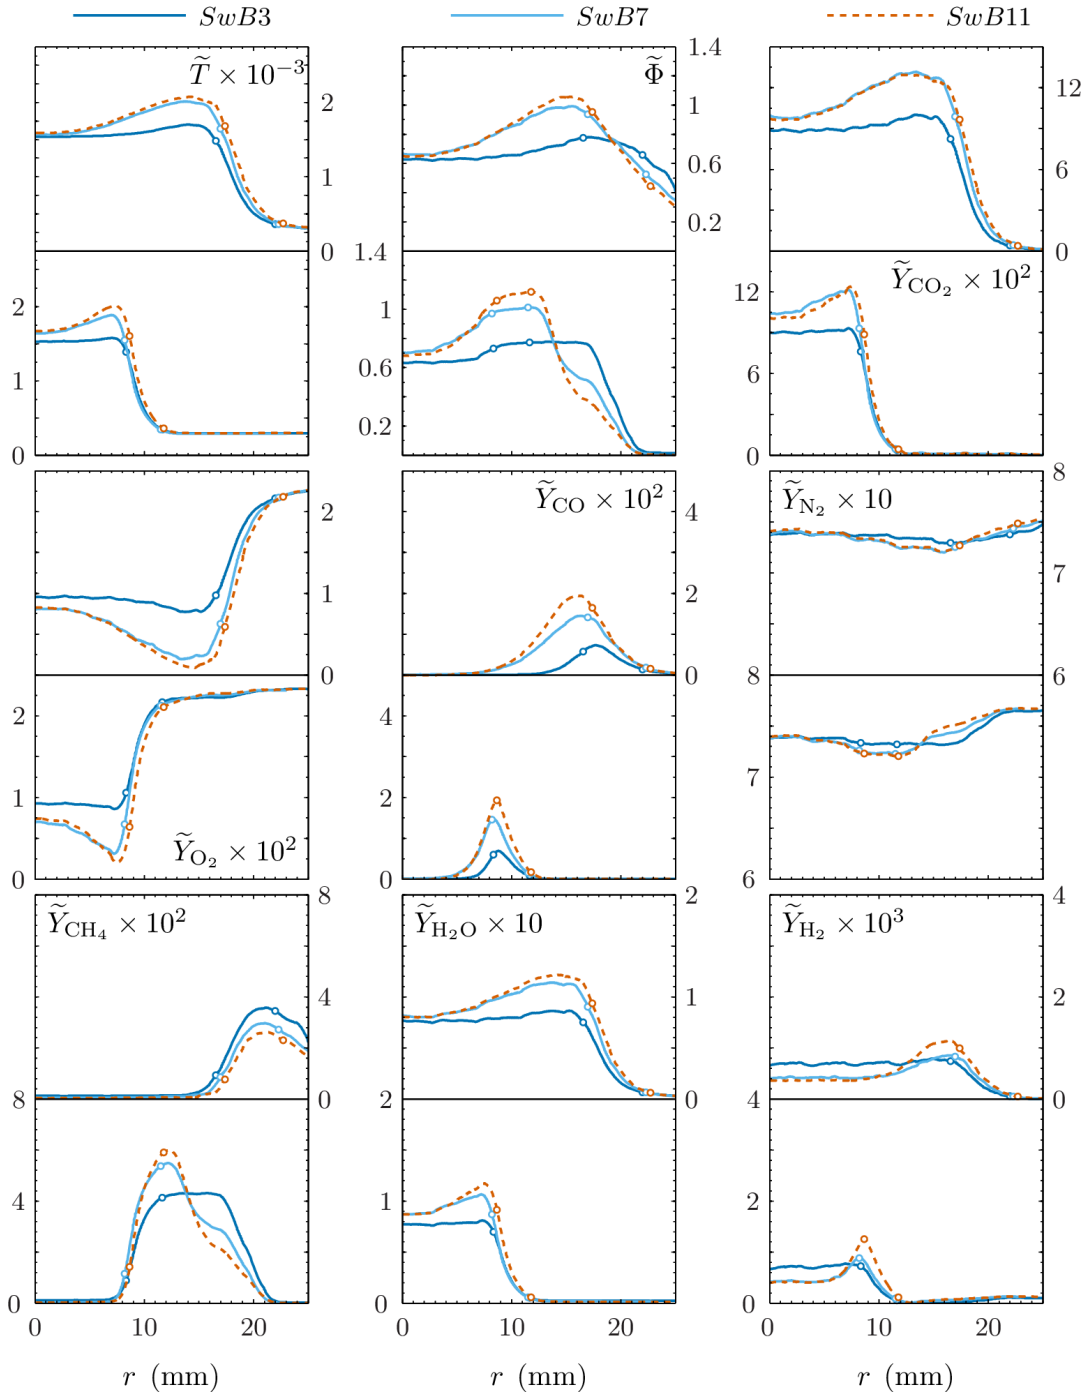 SwB3 SwB7 SwB11
T̃ × 10⁻³ Φ̃ 1.4 12
2 1 
1 0.6 6
0 0.2 0
1.4 Ỹ_CO₂ × 10²
2 1 12
1 0.6 6
0 0.2 0
Ỹ_CO × 10² Ỹ_N₂ × 10 8
2 4
1 2 7
0 0 8 6
2 4
1 2 7
Ỹ_O₂ × 10²
0 0 6
Ỹ_CH₄ × 10² 8 Ỹ_H₂O × 10 2 Ỹ_H₂ × 10³ 4
4 1 2
8 0 2 0 4 0
4 1 2
0 0 0
0 10 20 0 10 20 0 10 20
r (mm) r (mm) r (mm)